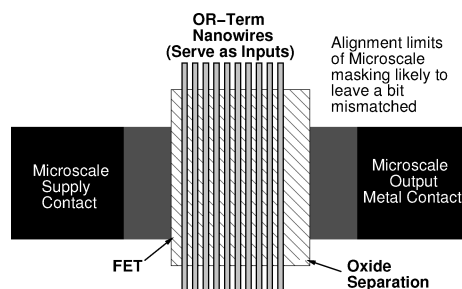 OR−Term
Nanowires
(Serve as Inputs)
Alignment limits
of Microscale
masking likely to
leave a bit
mismatched
Microscale
Supply
Contact
Microscale
Output
Metal Contact
FET
Oxide
Separation